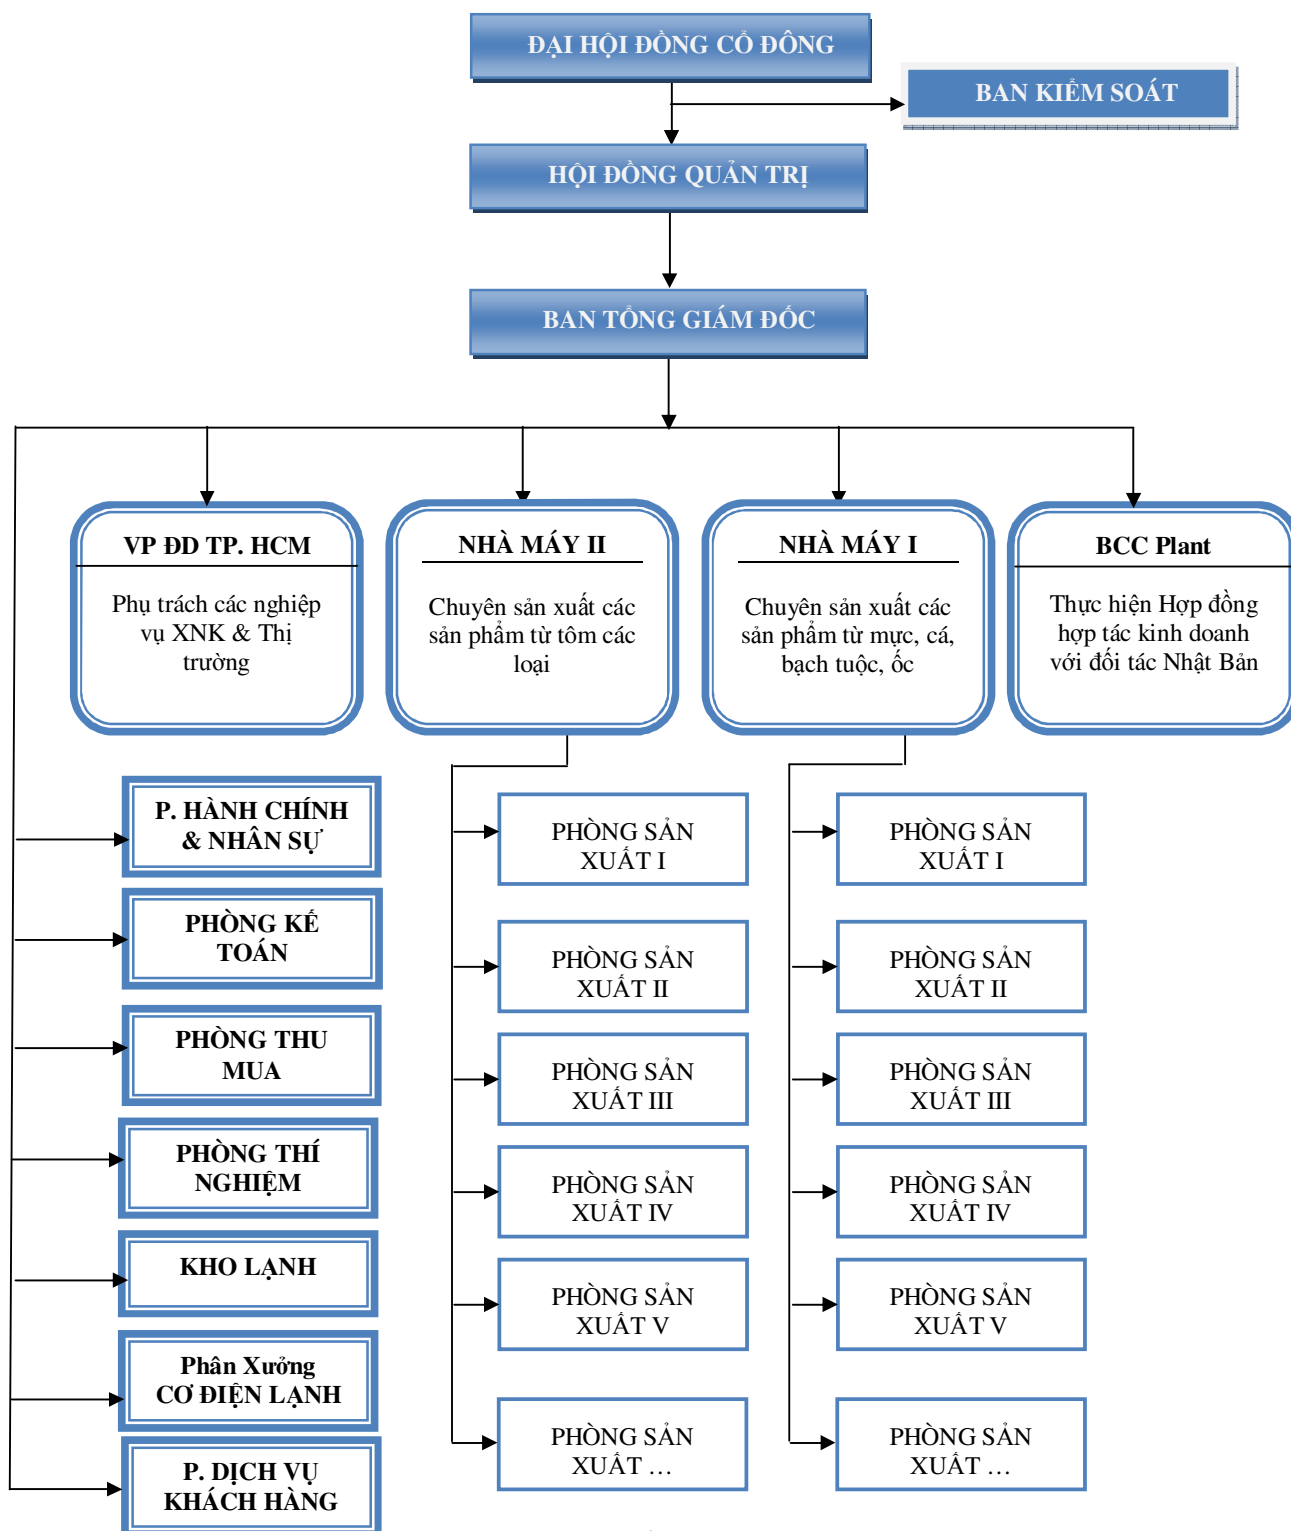 ĐẠI HỘI ĐỒNG CỔ ĐÔNG
BAN KIỂM SOÁT
HỘI ĐỒNG QUẢN TRỊ
BAN TỔNG GIÁM ĐỐC
VP ĐD TP. HCM
Phụ trách các nghiệp
vụ XNK & Thị
trường
NHÀ MÁY II
Chuyên sản xuất các
sản phẩm từ tôm các
loại
NHÀ MÁY I
Chuyên sản xuất các
sản phẩm từ mực, cá,
bạch tuộc, ốc
BCC Plant
Thực hiện Hợp đồng
hợp tác kinh doanh
với đối tác Nhật Bản
P. HÀNH CHÍNH
& NHÂN SỰ
PHÒNG KẾ
TOÁN
PHÒNG THU
MUA
PHÒNG THÍ
NGHIỆM
KHO LẠNH
Phân Xưởng
CƠ ĐIỆN LẠNH
P. DỊCH VỤ
KHÁCH HÀNG
PHÒNG SẢN
XUẤT I
PHÒNG SẢN
XUẤT II
PHÒNG SẢN
XUẤT III
PHÒNG SẢN
XUẤT IV
PHÒNG SẢN
XUẤT V
PHÒNG SẢN
XUẤT …
PHÒNG SẢN
XUẤT I
PHÒNG SẢN
XUẤT II
PHÒNG SẢN
XUẤT III
PHÒNG SẢN
XUẤT IV
PHÒNG SẢN
XUẤT V
PHÒNG SẢN
XUẤT …